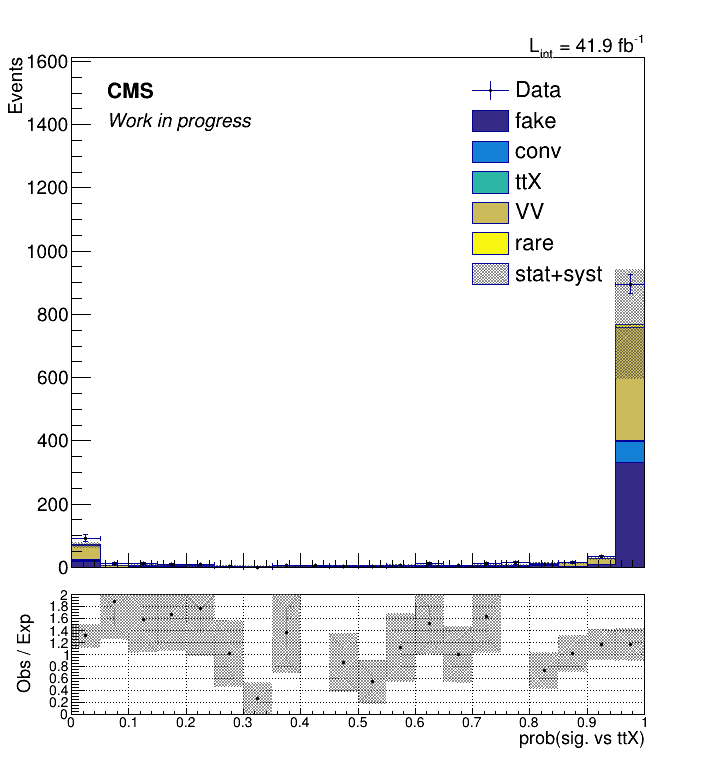 L_int = 41.9 fb^-1
Events
1600
1400
1200
1000
800
600
400
200
0
CMS
Work in progress
Data
fake
conv
ttX
VV
rare
stat+syst
Obs / Exp
2
1.8
1.6
1.4
1.2
1
0.8
0.6
0.4
0.2
0
0 0.1 0.2 0.3 0.4 0.5 0.6 0.7 0.8 0.9 1
prob(sig. vs ttX)